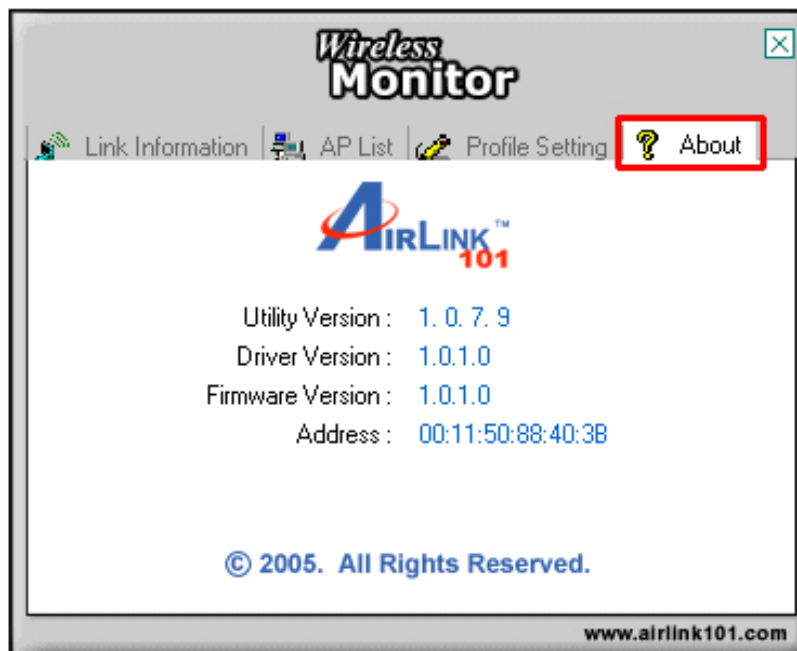 Wireless
Monitor
Link Information AP List Profile Setting About
AIRLINK™
101
Utility Version : 1. 0. 7. 9
Driver Version : 1.0.1.0
Firmware Version : 1.0.1.0
Address : 00:11:50:88:40:3B
© 2005. All Rights Reserved.
www.airlink101.com